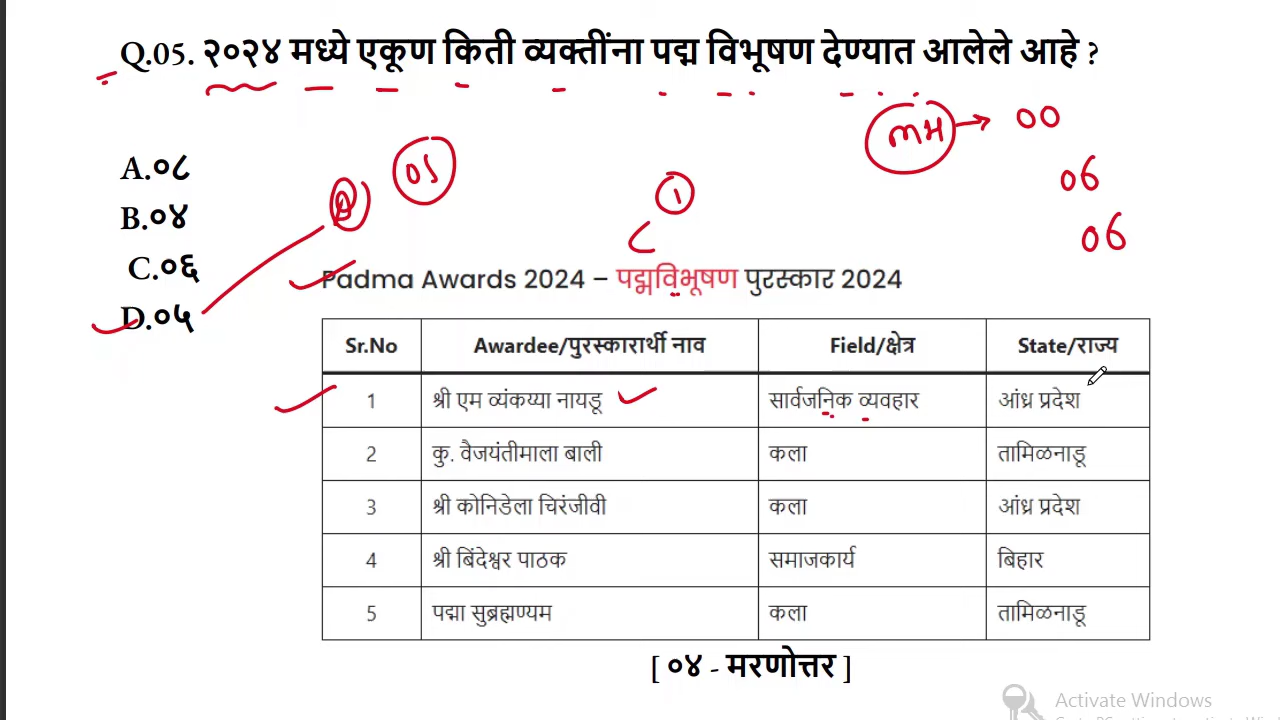 Q.05. २०२४ मध्ये एकूण किती व्यक्तींना पद्म विभूषण देण्यात आलेले आहे ?
MH → 00
A.०८
05
06
B.०४
1
06
C.०६
D.०५
Padma Awards 2024 – पद्मविभूषण पुरस्कार 2024
Sr.No Awardee/पुरस्कारार्थी नाव Field/क्षेत्र State/राज्य
1 श्री एम व्यंकय्या नायडू सार्वजनिक व्यवहार आंध्र प्रदेश
2 कु. वैजयंतीमाला बाली कला तामिळनाडू
3 श्री कोनिडेला चिरंजीवी कला आंध्र प्रदेश
4 श्री बिंदेश्वर पाठक समाजकार्य बिहार
5 पद्मा सुब्रह्मण्यम कला तामिळनाडू
[ ०४ - मरणोत्तर ]
Activate Windows